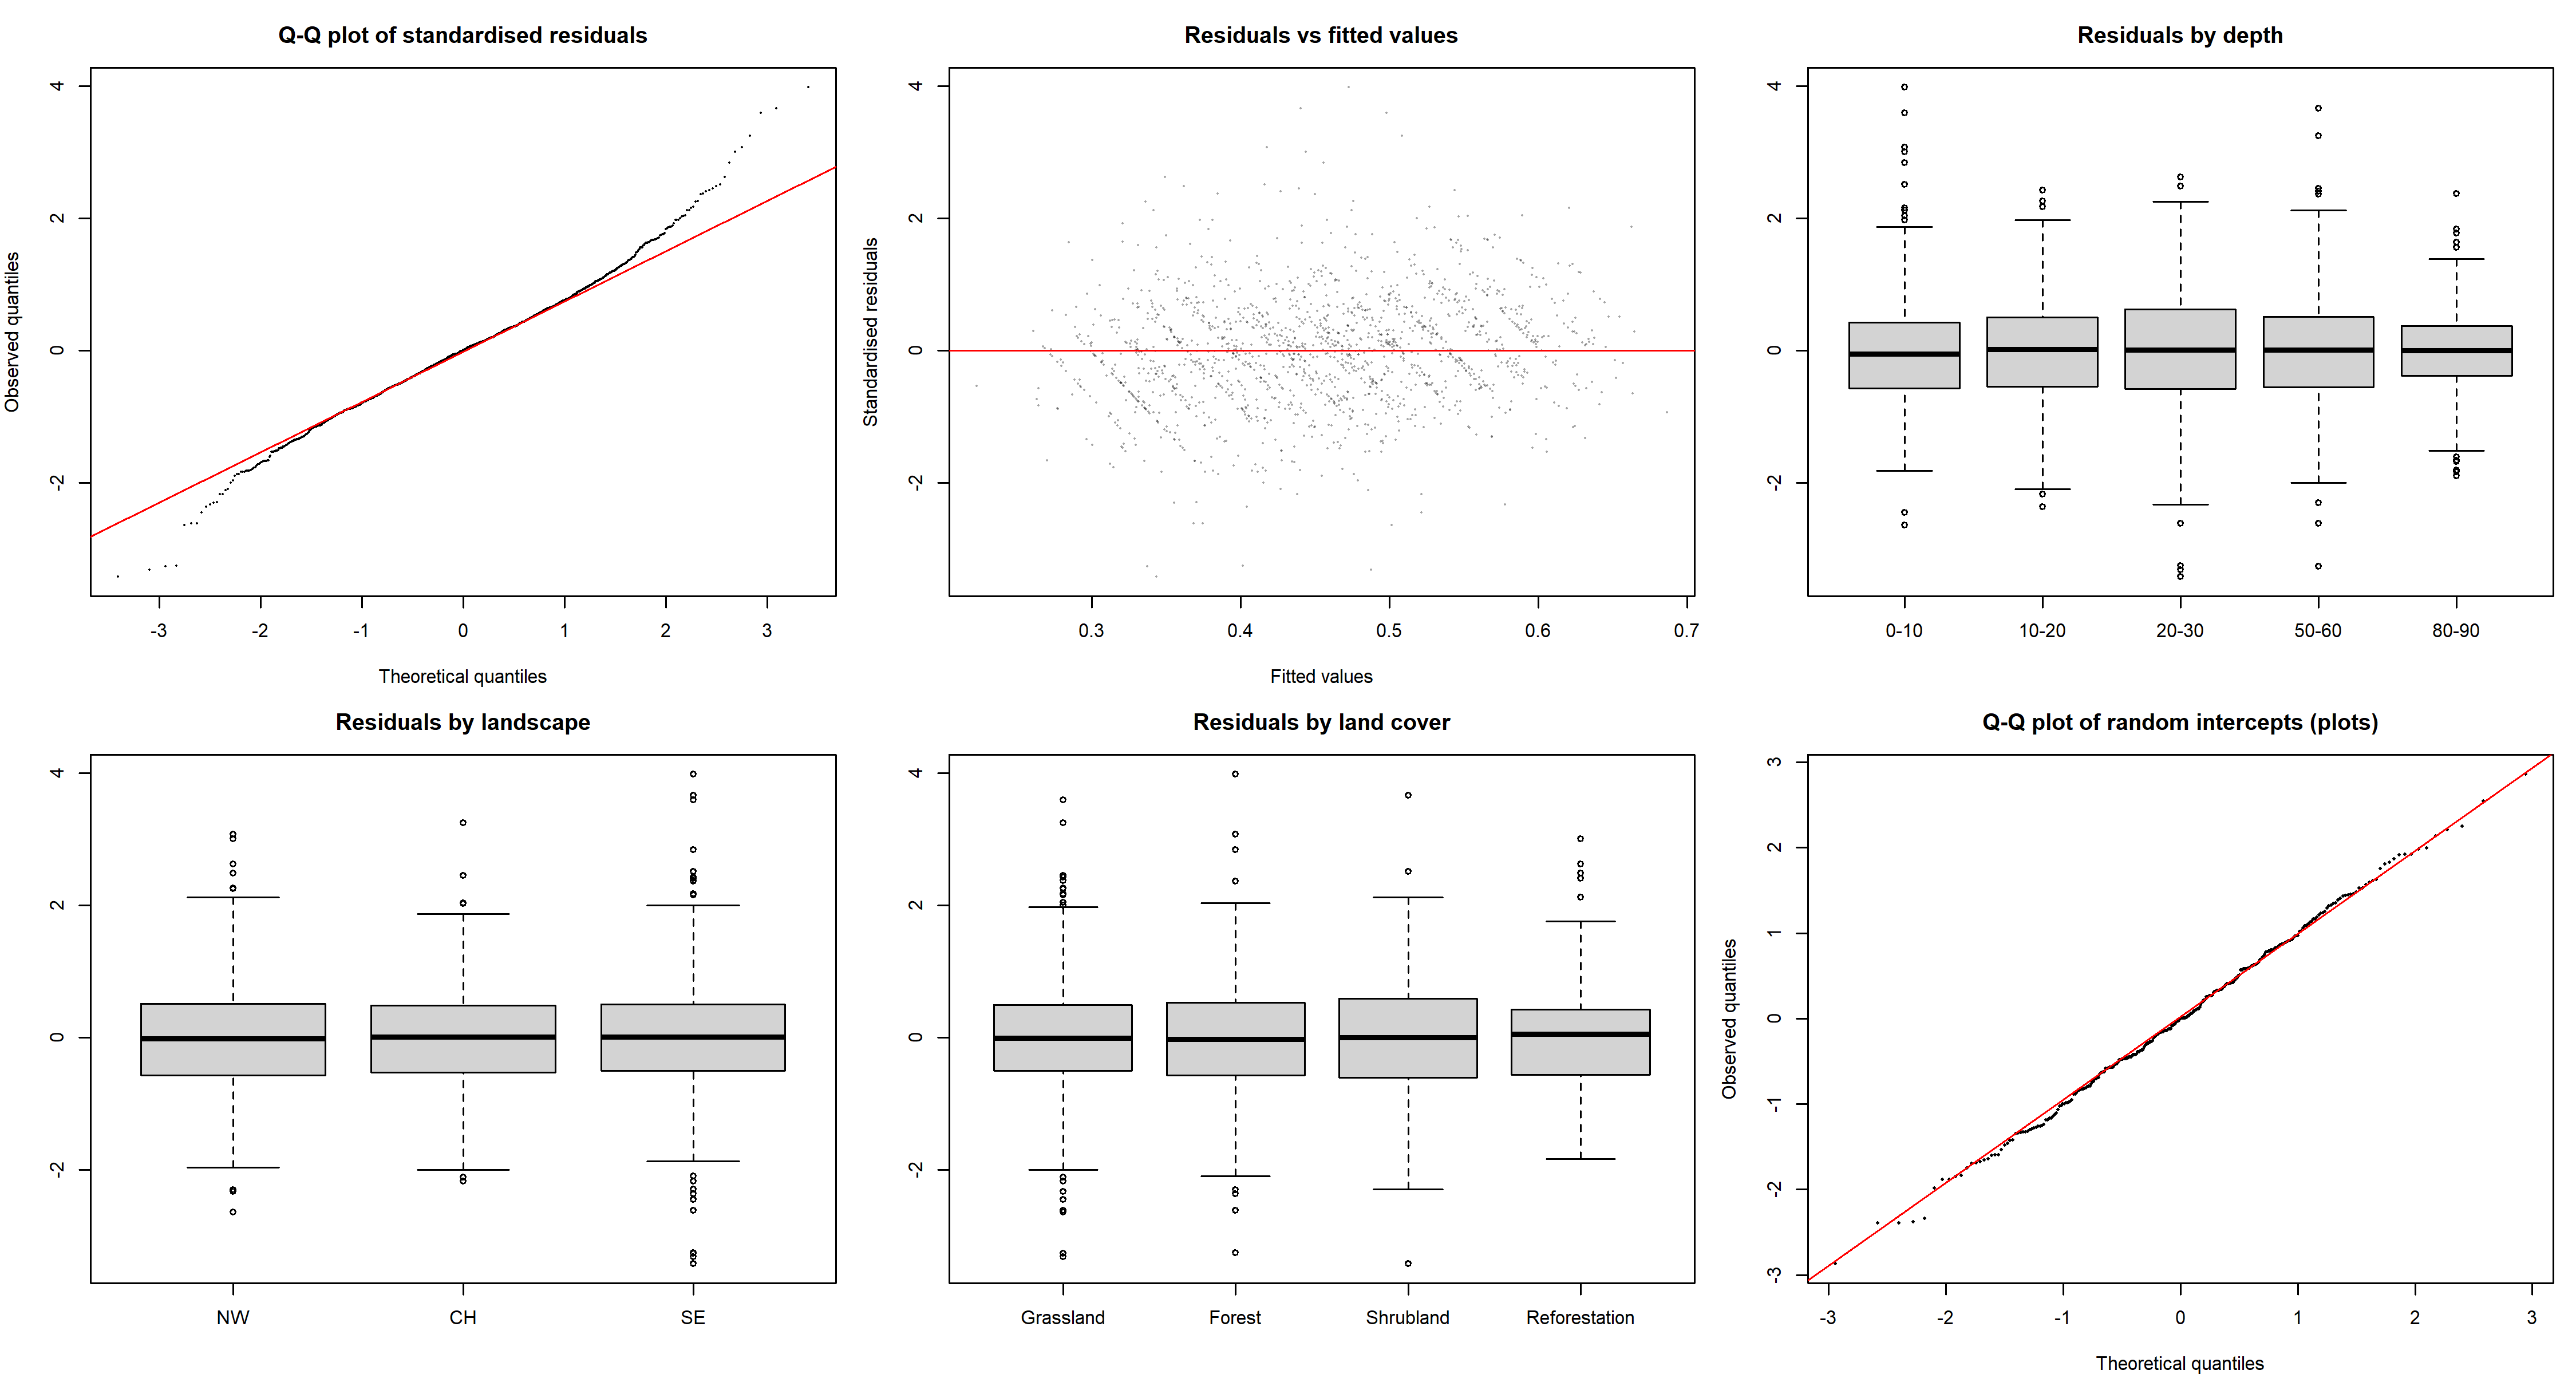 Q-Q plot of standardised residuals
4
2
0
-2
Observed quantiles
-3 -2 -1 0 1 2 3
Theoretical quantiles
Residuals vs fitted values
4
2
0
-2
Standardised residuals
0.3 0.4 0.5 0.6 0.7
Fitted values
Residuals by depth
4
2
0
-2
0-10 10-20 20-30 50-60 80-90
Residuals by landscape
4
2
0
-2
NW CH SE
Residuals by land cover
4
2
0
-2
Grassland Forest Shrubland Reforestation
Q-Q plot of random intercepts (plots)
3
2
1
0
-1
-2
-3
Observed quantiles
-3 -2 -1 0 1 2 3
Theoretical quantiles